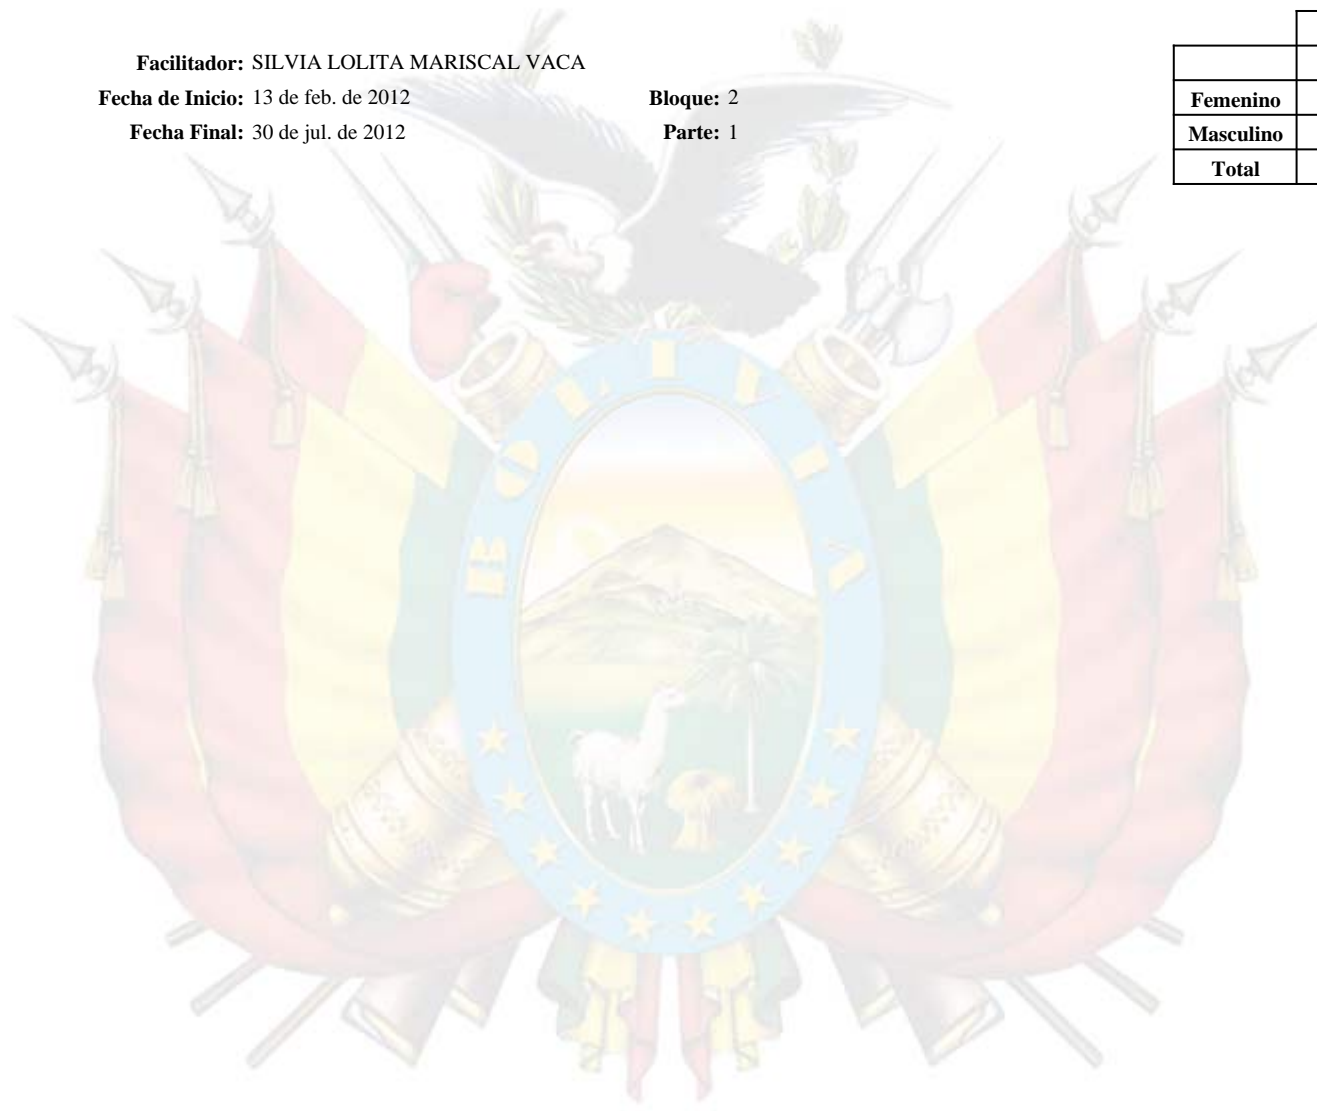 Facilitador: SILVIA LOLITA MARISCAL VACA
Fecha de Inicio: 13 de feb. de 2012 Bloque: 2
Fecha Final: 30 de jul. de 2012 Parte: 1
Femenino
Masculino
Total
BOLIVIA